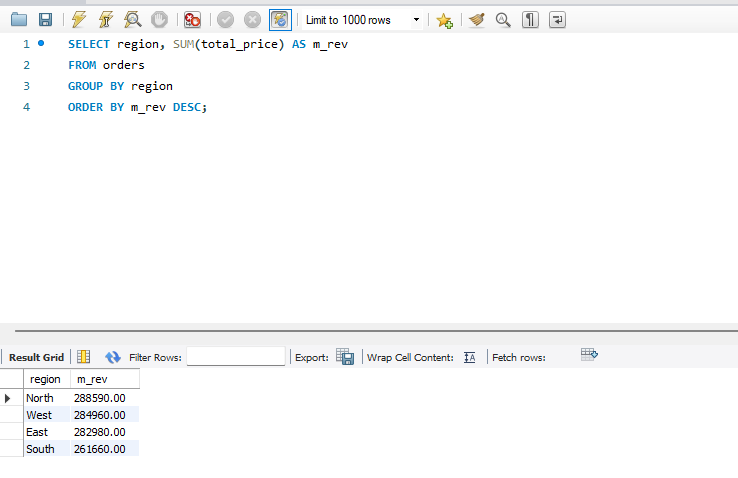 Limit to 1000 rows
1 SELECT region, SUM(total_price) AS m_rev
2 FROM orders
3 GROUP BY region
4 ORDER BY m_rev DESC;
Result Grid Filter Rows: Export: Wrap Cell Content: Fetch rows:
region m_rev
North 288590.00
West 284960.00
East 282980.00
South 261660.00